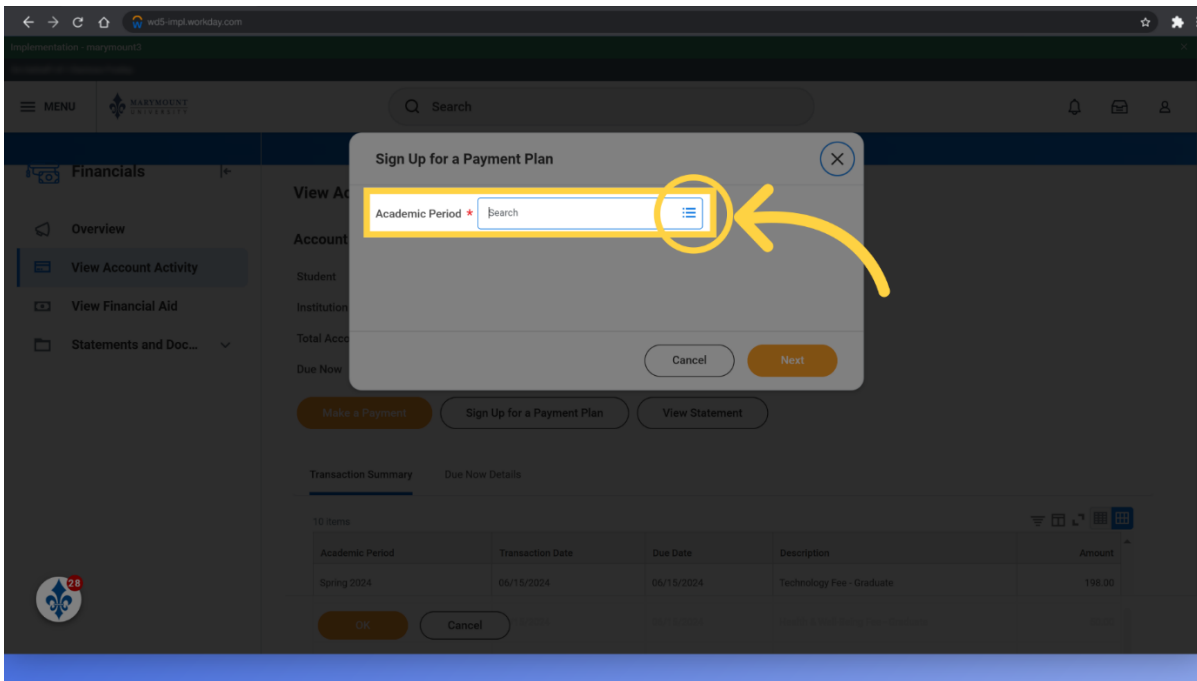 wd5-impl.workday.com
Implementation - marymount3
MENU
MARYMOUNT
UNIVERSITY
Search
Financials
Overview
View Account Activity
View Financial Aid
Statements and Doc...
View Ac
Account
Student
Institution
Total Acco
Due Now
Sign Up for a Payment Plan
Academic Period * Search
Cancel Next
Make a Payment Sign Up for a Payment Plan View Statement
Transaction Summary Due Now Details
10 items
Academic Period Transaction Date Due Date Description Amount
Spring 2024 06/15/2024 06/15/2024 Technology Fee - Graduate 198.00
28
OK Cancel